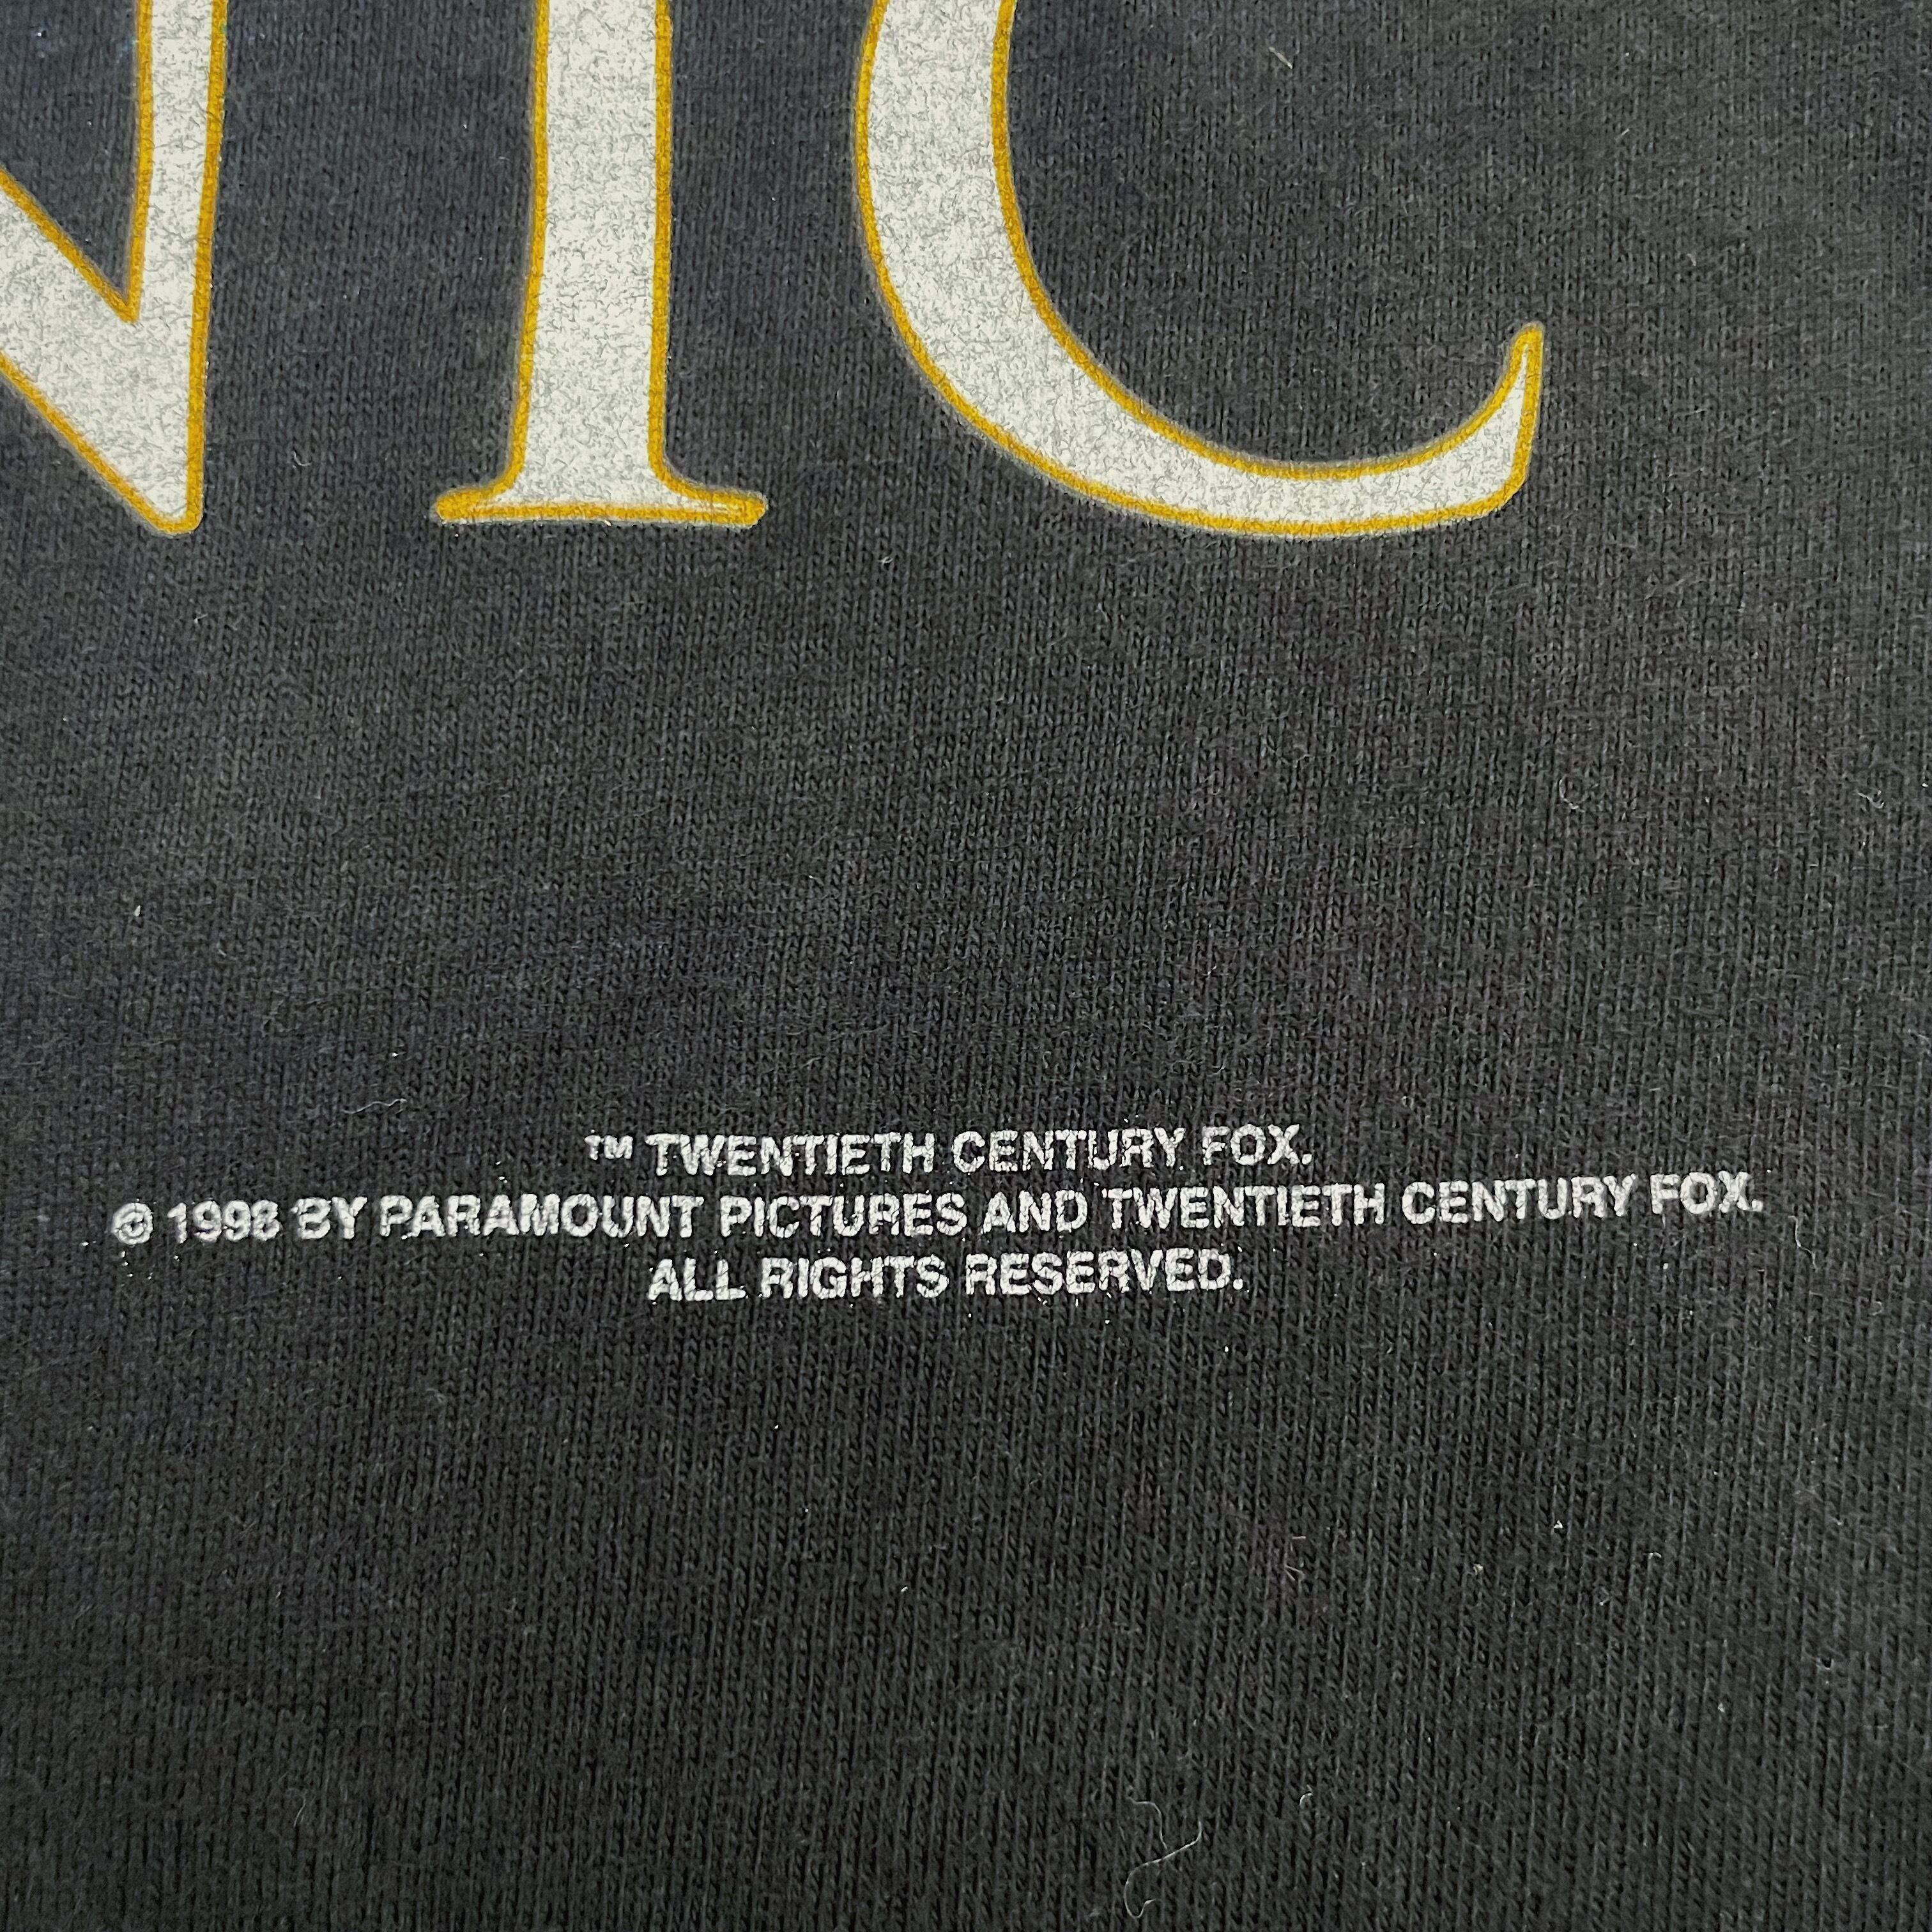 NIC
™ TWENTIETH CENTURY FOX.
© 1998 BY PARAMOUNT PICTURES AND TWENTIETH CENTURY FOX.
ALL RIGHTS RESERVED.